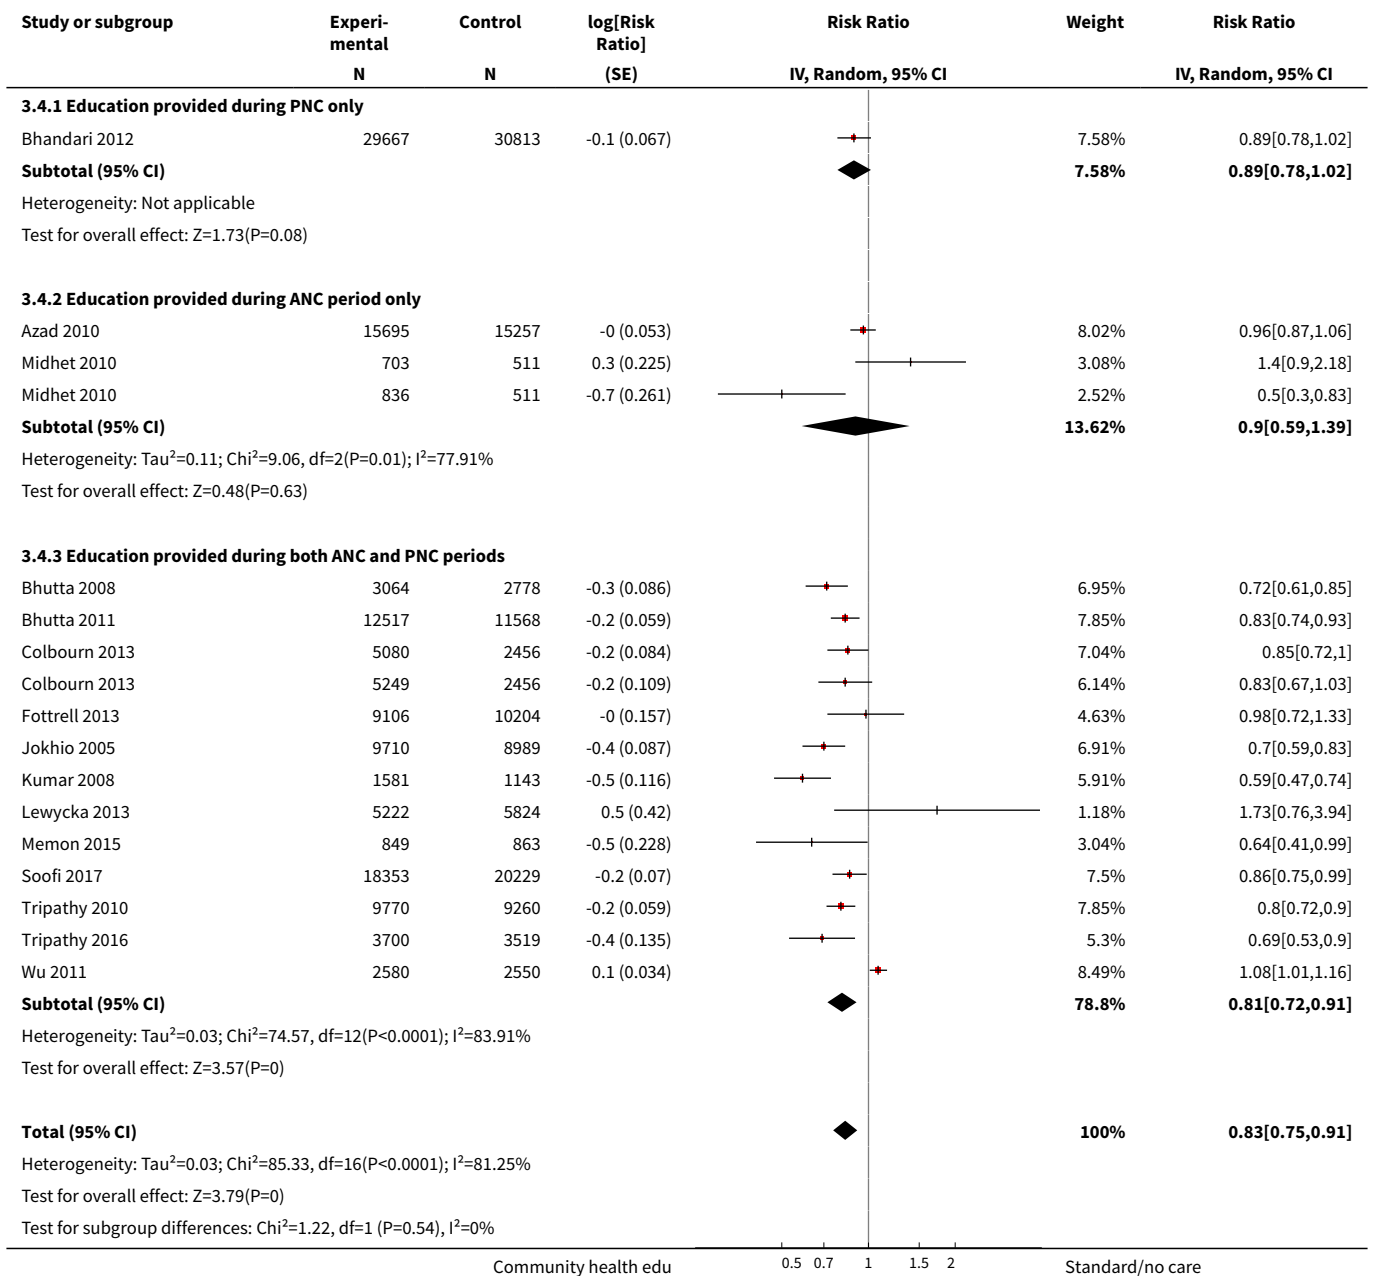 Study or subgroup Experi-mental Control log[Risk Ratio] Risk Ratio Weight Risk Ratio
N N (SE) IV, Random, 95% CI IV, Random, 95% CI
3.4.1 Education provided during PNC only
Bhandari 2012 29667 30813 -0.1 (0.067) 7.58% 0.89[0.78,1.02]
Subtotal (95% CI) 7.58% 0.89[0.78,1.02]
Heterogeneity: Not applicable
Test for overall effect: Z=1.73(P=0.08)
3.4.2 Education provided during ANC period only
Azad 2010 15695 15257 -0 (0.053) 8.02% 0.96[0.87,1.06]
Midhet 2010 703 511 0.3 (0.225) 3.08% 1.4[0.9,2.18]
Midhet 2010 836 511 -0.7 (0.261) 2.52% 0.5[0.3,0.83]
Subtotal (95% CI) 13.62% 0.9[0.59,1.39]
Heterogeneity: Tau²=0.11; Chi²=9.06, df=2(P=0.01); I²=77.91%
Test for overall effect: Z=0.48(P=0.63)
3.4.3 Education provided during both ANC and PNC periods
Bhutta 2008 3064 2778 -0.3 (0.086) 6.95% 0.72[0.61,0.85]
Bhutta 2011 12517 11568 -0.2 (0.059) 7.85% 0.83[0.74,0.93]
Colbourn 2013 5080 2456 -0.2 (0.084) 7.04% 0.85[0.72,1]
Colbourn 2013 5249 2456 -0.2 (0.109) 6.14% 0.83[0.67,1.03]
Fottrell 2013 9106 10204 -0 (0.157) 4.63% 0.98[0.72,1.33]
Jokhio 2005 9710 8989 -0.4 (0.087) 6.91% 0.7[0.59,0.83]
Kumar 2008 1581 1143 -0.5 (0.116) 5.91% 0.59[0.47,0.74]
Lewycka 2013 5222 5824 0.5 (0.42) 1.18% 1.73[0.76,3.94]
Memon 2015 849 863 -0.5 (0.228) 3.04% 0.64[0.41,0.99]
Soofi 2017 18353 20229 -0.2 (0.07) 7.5% 0.86[0.75,0.99]
Tripathy 2010 9770 9260 -0.2 (0.059) 7.85% 0.8[0.72,0.9]
Tripathy 2016 3700 3519 -0.4 (0.135) 5.3% 0.69[0.53,0.9]
Wu 2011 2580 2550 0.1 (0.034) 8.49% 1.08[1.01,1.16]
Subtotal (95% CI) 78.8% 0.81[0.72,0.91]
Heterogeneity: Tau²=0.03; Chi²=74.57, df=12(P<0.0001); I²=83.91%
Test for overall effect: Z=3.57(P=0)
Total (95% CI) 100% 0.83[0.75,0.91]
Heterogeneity: Tau²=0.03; Chi²=85.33, df=16(P<0.0001); I²=81.25%
Test for overall effect: Z=3.79(P=0)
Test for subgroup differences: Chi²=1.22, df=1 (P=0.54), I²=0%
Community health edu 0.5 0.7 1 1.5 2 Standard/no care